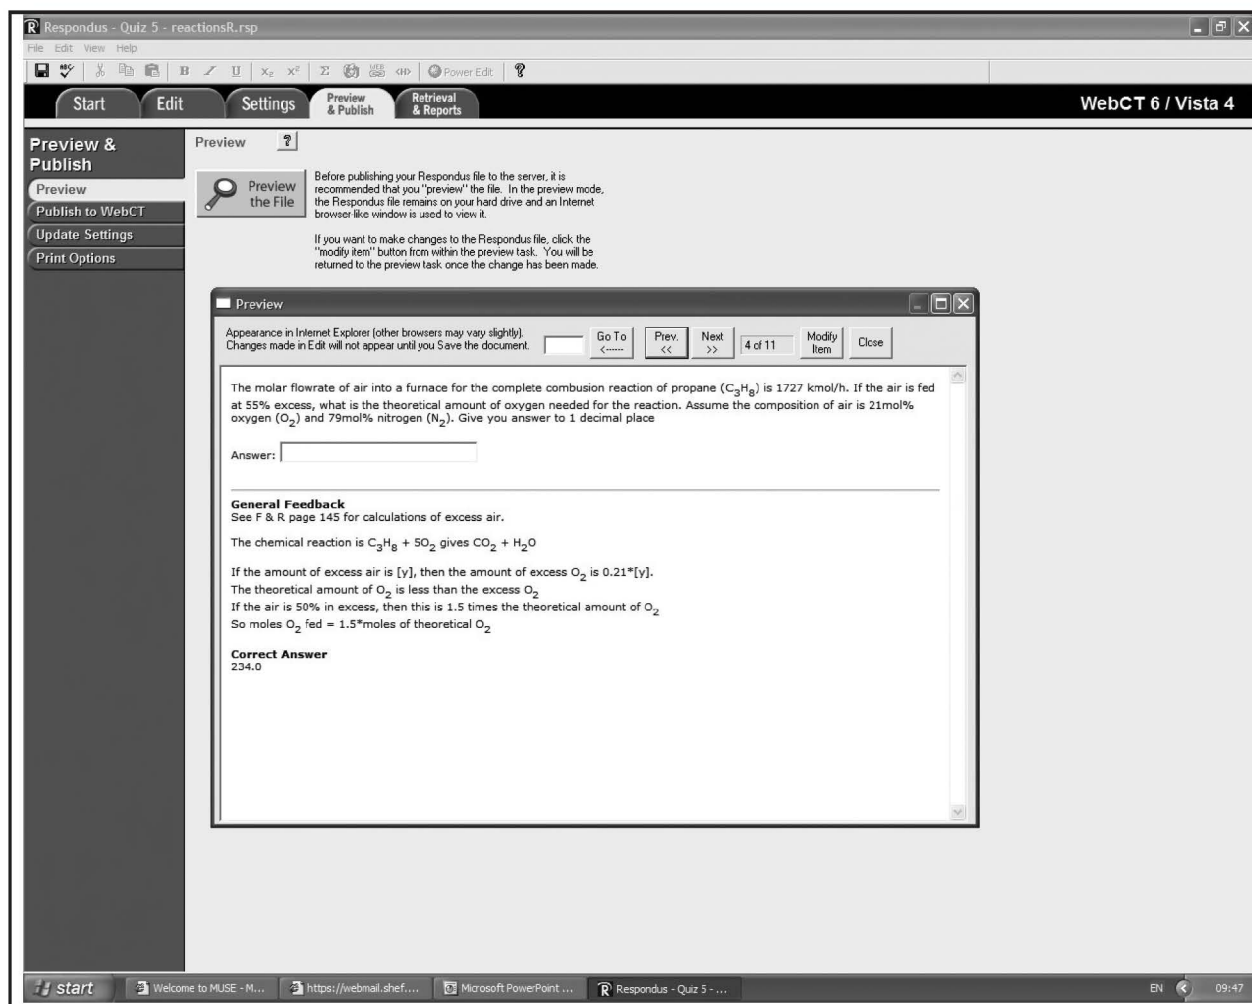 Respondus - Quiz 5 - reactionsR.rsp
File Edit View Help
B I U X₂ X² Σ WEB <H> Power Edit ?
Start Edit Settings Preview & Publish Retrieval & Reports WebCT 6 / Vista 4
Preview & Publish
Preview
Publish to WebCT
Update Settings
Print Options
Preview ?
Preview the File
Before publishing your Respondus file to the server, it is
recommended that you "preview" the file. In the preview mode,
the Respondus file remains on your hard drive and an Internet
browser-like window is used to view it.
If you want to make changes to the Respondus file, click the
"modify item" button from within the preview task. You will be
returned to the preview task once the change has been made.
Preview
Appearance in Internet Explorer (other browsers may vary slightly).
Changes made in Edit will not appear until you Save the document.
Go To <------ Prev. << Next >> 4 of 11 Modify Item Close
The molar flowrate of air into a furnace for the complete combusion reaction of propane (C₃H₈) is 1727 kmol/h. If the air is fed
at 55% excess, what is the theoretical amount of oxygen needed for the reaction. Assume the composition of air is 21mol%
oxygen (O₂) and 79mol% nitrogen (N₂). Give you answer to 1 decimal place
Answer:
General Feedback
See F & R page 145 for calculations of excess air.
The chemical reaction is C₃H₈ + 5O₂ gives CO₂ + H₂O
If the amount of excess air is [y], then the amount of excess O₂ is 0.21*[y].
The theoretical amount of O₂ is less than the excess O₂
If the air is 50% in excess, then this is 1.5 times the theoretical amount of O₂
So moles O₂ fed = 1.5*moles of theoretical O₂
Correct Answer
234.0
start Welcome to MUSE - M... https://webmail.shef.... Microsoft PowerPoint ... Respondus - Quiz 5 - ... EN 09:47